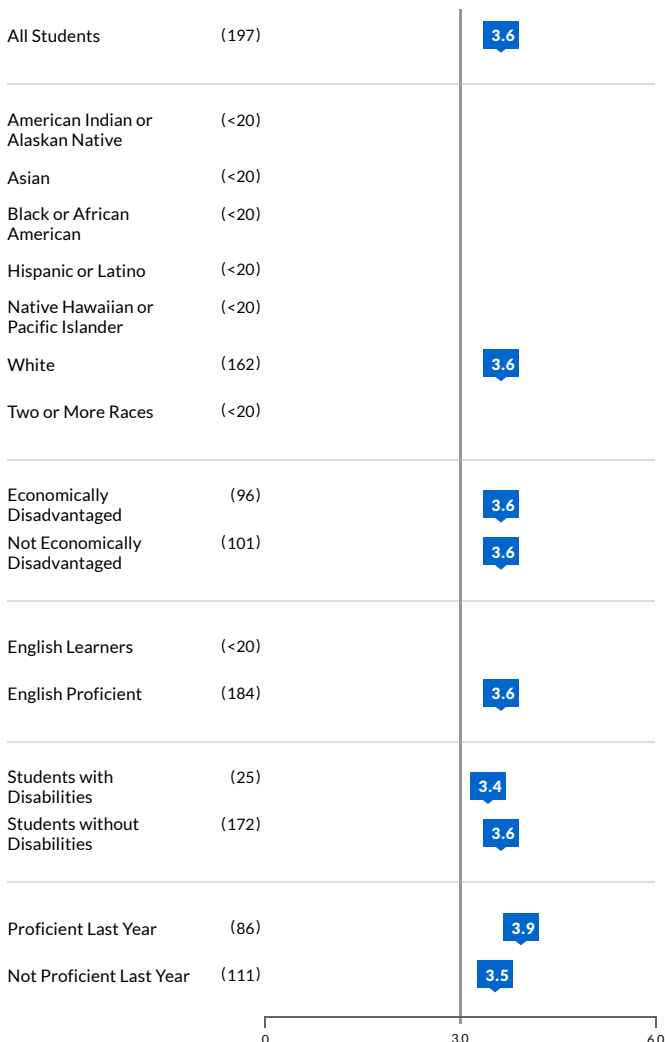 All Students (197) 3.6
American Indian or (<20)
Alaskan Native
Asian (<20)
Black or African (<20)
American
Hispanic or Latino (<20)
Native Hawaiian or (<20)
Pacific Islander
White (162) 3.6
Two or More Races (<20)
Economically (96) 3.6
Disadvantaged
Not Economically (101) 3.6
Disadvantaged
English Learners (<20)
English Proficient (184) 3.6
Students with (25) 3.4
Disabilities
Students without (172) 3.6
Disabilities
Proficient Last Year (86) 3.9
Not Proficient Last Year (111) 3.5
0 3.0 6.0